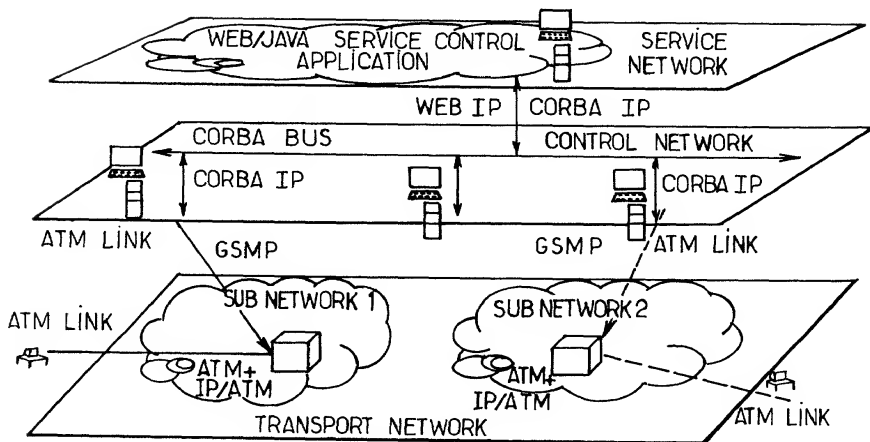 WEB/JAVA SERVICE CONTROL
APPLICATION
SERVICE
NETWORK
WEB IP
CORBA IP
CORBA BUS
CONTROL NETWORK
CORBA IP
CORBA IP
ATM LINK
GSMP
GSMP
ATM LINK
SUB NETWORK 1
SUB NETWORK 2
ATM LINK
ATM+
IP/ATM
ATM+
IP/ATM
ATM LINK
TRANSPORT NETWORK